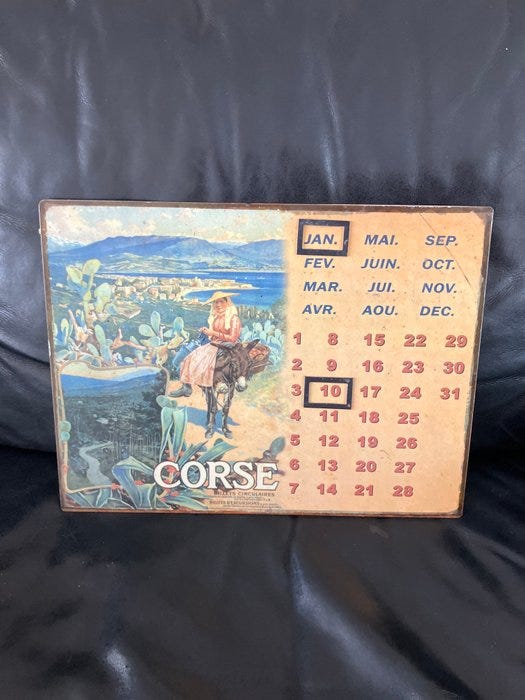 JAN. MAI. SEP.
FEV. JUIN. OCT.
MAR. JUI. NOV.
AVR. AOU. DEC.
1 8 15 22 29
2 9 16 23 30
3 10 17 24 31
4 11 18 25
5 12 19 26
6 13 20 27
7 14 21 28
CORSE
BILLETS CIRCULAIRES
BILLETS D'EXCURSIONS